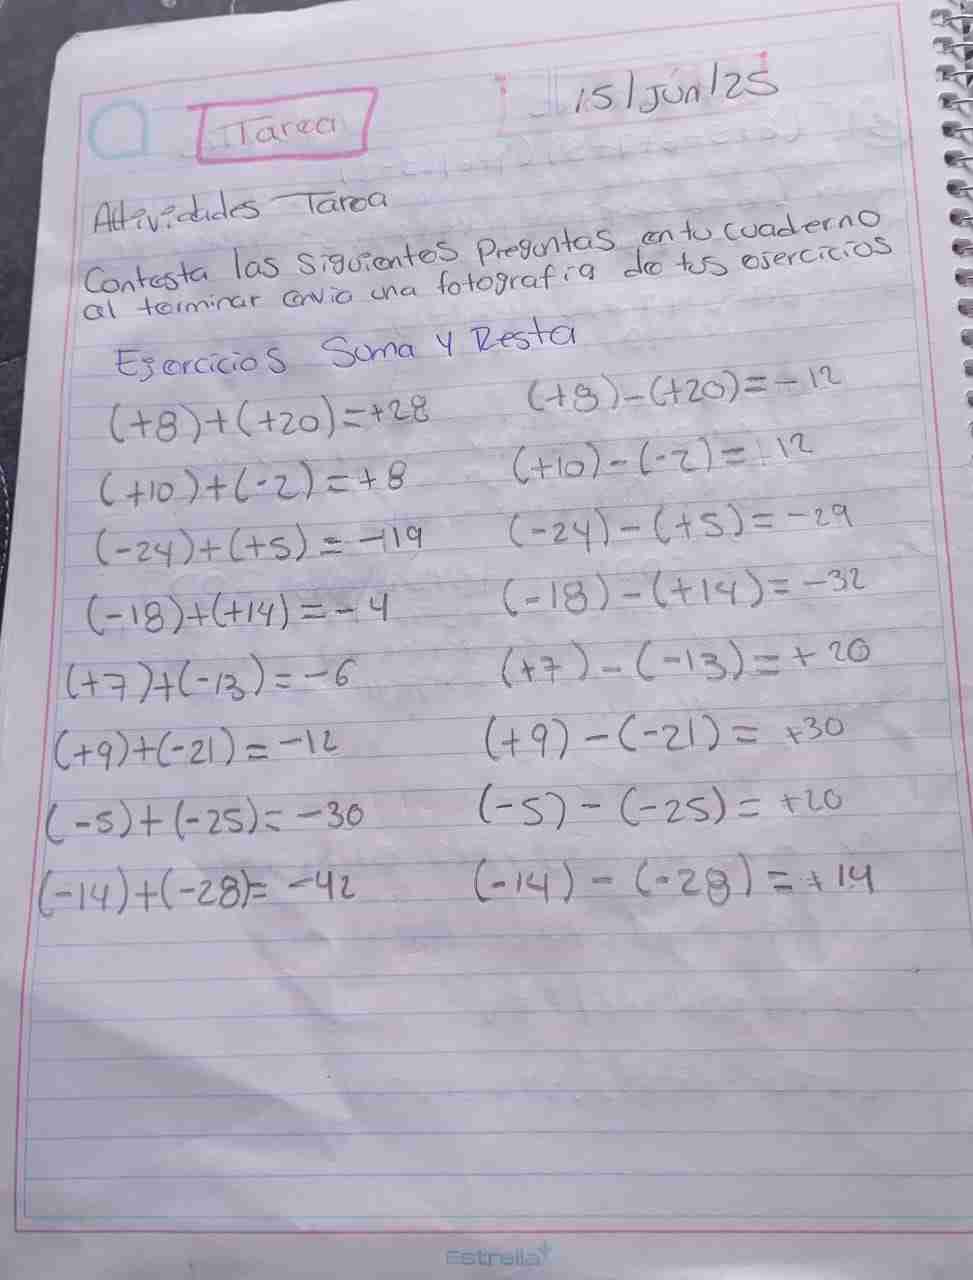 Tarea
15/Jun/25
Actividades Tarea
Contesta las siguientes Preguntas en tu cuaderno
al terminar envia una fotografia de tus ejercicios
Ejercicios Suma y Resta
(+8)+(+20)=+28 (+8)-(+20)=-12
(+10)+(-2)=+8 (+10)-(-2)= 12
(-24)+(+5)=-19 (-24)-(+5)=-29
(-18)+(+14)=-4 (-18)-(+14)=-32
(+7)+(-13)=-6 (+7)-(-13)=+20
(+9)+(-21)=-12 (+9)-(-21)=+30
(-5)+(-25)=-30 (-5)-(-25)=+20
(-14)+(-28)=-42 (-14)-(-28)=+14
Estrella